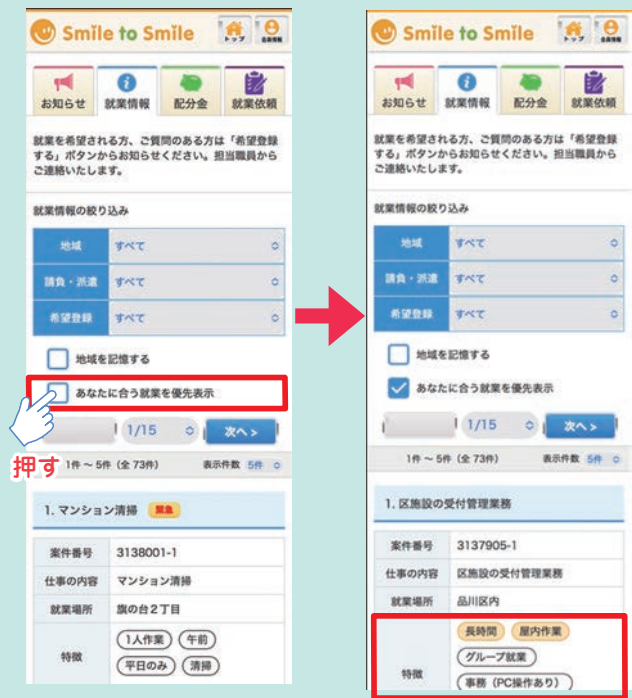 Smile to Smile
トップ
会員情報
お知らせ
就業情報
配分金
就業依頼
就業を希望される方、ご質問のある方は「希望登録
する」ボタンからお知らせください。担当職員から
ご連絡いたします。
就業情報の絞り込み
地域 すべて
請負・派遣 すべて
希望登録 すべて
地域を記憶する
あなたに合う就業を優先表示
1/15 次へ >
押す
1件 ~ 5件 (全 73件) 表示件数 5件
1. マンション清掃 緊急
案件番号 3138001-1
仕事の内容 マンション清掃
就業場所 旗の台2丁目
特徴
1人作業 午前
平日のみ 清掃
Smile to Smile
トップ
会員情報
お知らせ
就業情報
配分金
就業依頼
就業を希望される方、ご質問のある方は「希望登録
する」ボタンからお知らせください。担当職員から
ご連絡いたします。
就業情報の絞り込み
地域 すべて
請負・派遣 すべて
希望登録 すべて
地域を記憶する
あなたに合う就業を優先表示
1/15 次へ >
1件 ~ 5件 (全 73件) 表示件数 5件
1. 区施設の受付管理業務
案件番号 3137905-1
仕事の内容 区施設の受付管理業務
就業場所 品川区内
特徴
長時間 屋内作業
グループ就業
事務（PC操作あり）